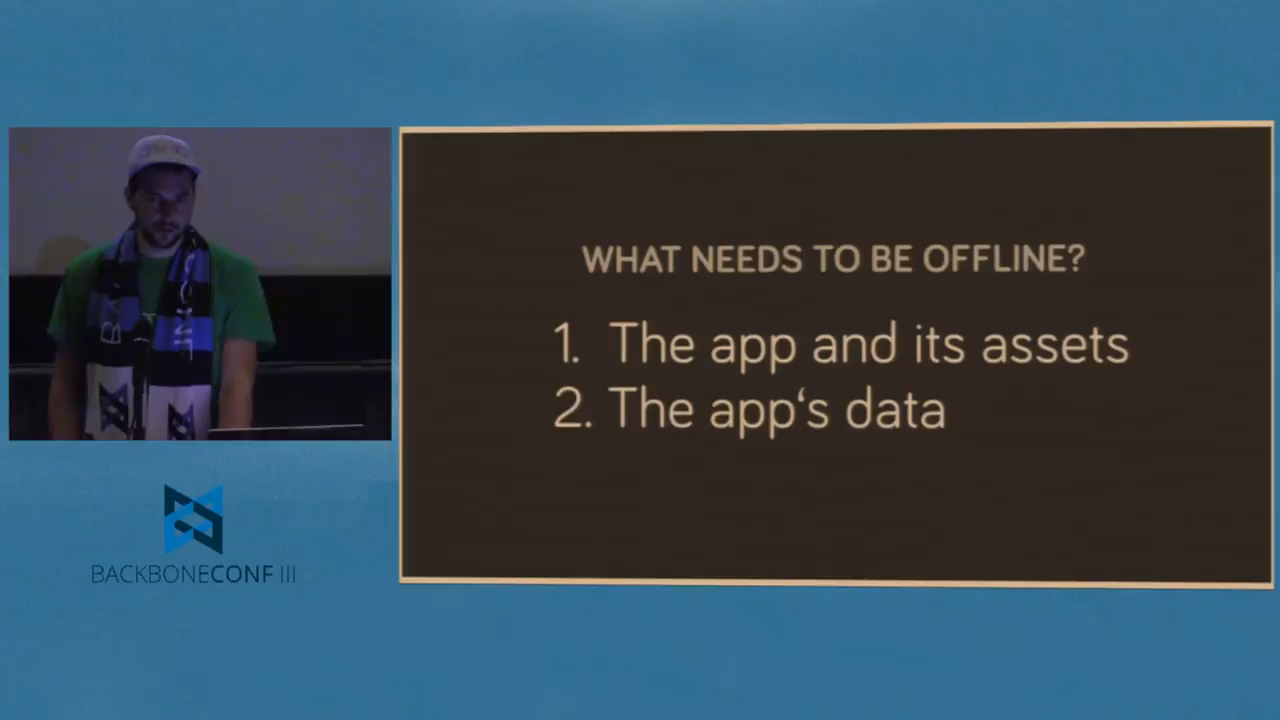 WHAT NEEDS TO BE OFFLINE?
1. The app and its assets
2. The app‘s data
BACKBONECONF III